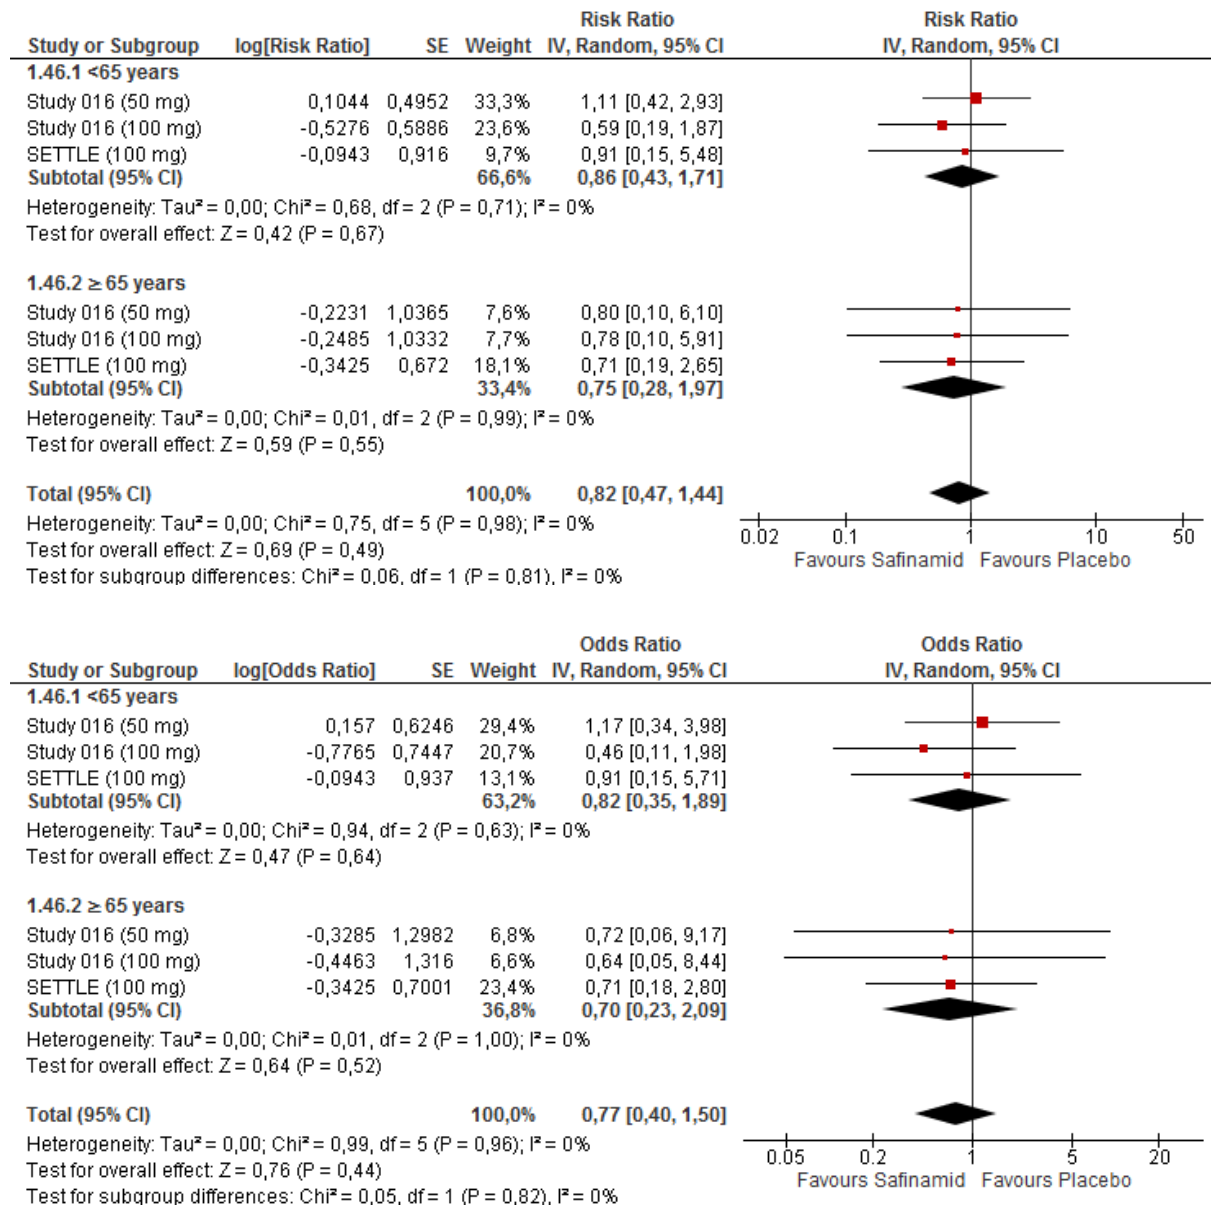 Risk Ratio Risk Ratio
Study or Subgroup log[Risk Ratio] SE Weight IV, Random, 95% CI IV, Random, 95% CI
1.46.1 <65 years
Study 016 (50 mg) 0,1044 0,4952 33,3% 1,11 [0,42, 2,93]
Study 016 (100 mg) -0,5276 0,5886 23,6% 0,59 [0,19, 1,87]
SETTLE (100 mg) -0,0943 0,916 9,7% 0,91 [0,15, 5,48]
Subtotal (95% CI) 66,6% 0,86 [0,43, 1,71]
Heterogeneity: Tau² = 0,00; Chi² = 0,68, df = 2 (P = 0,71); I² = 0%
Test for overall effect: Z = 0,42 (P = 0,67)
1.46.2 ≥ 65 years
Study 016 (50 mg) -0,2231 1,0365 7,6% 0,80 [0,10, 6,10]
Study 016 (100 mg) -0,2485 1,0332 7,7% 0,78 [0,10, 5,91]
SETTLE (100 mg) -0,3425 0,672 18,1% 0,71 [0,19, 2,65]
Subtotal (95% CI) 33,4% 0,75 [0,28, 1,97]
Heterogeneity: Tau² = 0,00; Chi² = 0,01, df = 2 (P = 0,99); I² = 0%
Test for overall effect: Z = 0,59 (P = 0,55)
Total (95% CI) 100,0% 0,82 [0,47, 1,44]
Heterogeneity: Tau² = 0,00; Chi² = 0,75, df = 5 (P = 0,98); I² = 0%
Test for overall effect: Z = 0,69 (P = 0,49)
Test for subgroup differences: Chi² = 0,06, df = 1 (P = 0,81), I² = 0%
0.02 0.1 1 10 50
Favours Safinamid Favours Placebo
Odds Ratio Odds Ratio
Study or Subgroup log[Odds Ratio] SE Weight IV, Random, 95% CI IV, Random, 95% CI
1.46.1 <65 years
Study 016 (50 mg) 0,157 0,6246 29,4% 1,17 [0,34, 3,98]
Study 016 (100 mg) -0,7765 0,7447 20,7% 0,46 [0,11, 1,98]
SETTLE (100 mg) -0,0943 0,937 13,1% 0,91 [0,15, 5,71]
Subtotal (95% CI) 63,2% 0,82 [0,35, 1,89]
Heterogeneity: Tau² = 0,00; Chi² = 0,94, df = 2 (P = 0,63); I² = 0%
Test for overall effect: Z = 0,47 (P = 0,64)
1.46.2 ≥ 65 years
Study 016 (50 mg) -0,3285 1,2982 6,8% 0,72 [0,06, 9,17]
Study 016 (100 mg) -0,4463 1,316 6,6% 0,64 [0,05, 8,44]
SETTLE (100 mg) -0,3425 0,7001 23,4% 0,71 [0,18, 2,80]
Subtotal (95% CI) 36,8% 0,70 [0,23, 2,09]
Heterogeneity: Tau² = 0,00; Chi² = 0,01, df = 2 (P = 1,00); I² = 0%
Test for overall effect: Z = 0,64 (P = 0,52)
Total (95% CI) 100,0% 0,77 [0,40, 1,50]
Heterogeneity: Tau² = 0,00; Chi² = 0,99, df = 5 (P = 0,96); I² = 0%
Test for overall effect: Z = 0,76 (P = 0,44)
Test for subgroup differences: Chi² = 0,05, df = 1 (P = 0,82), I² = 0%
0.05 0.2 1 5 20
Favours Safinamid Favours Placebo